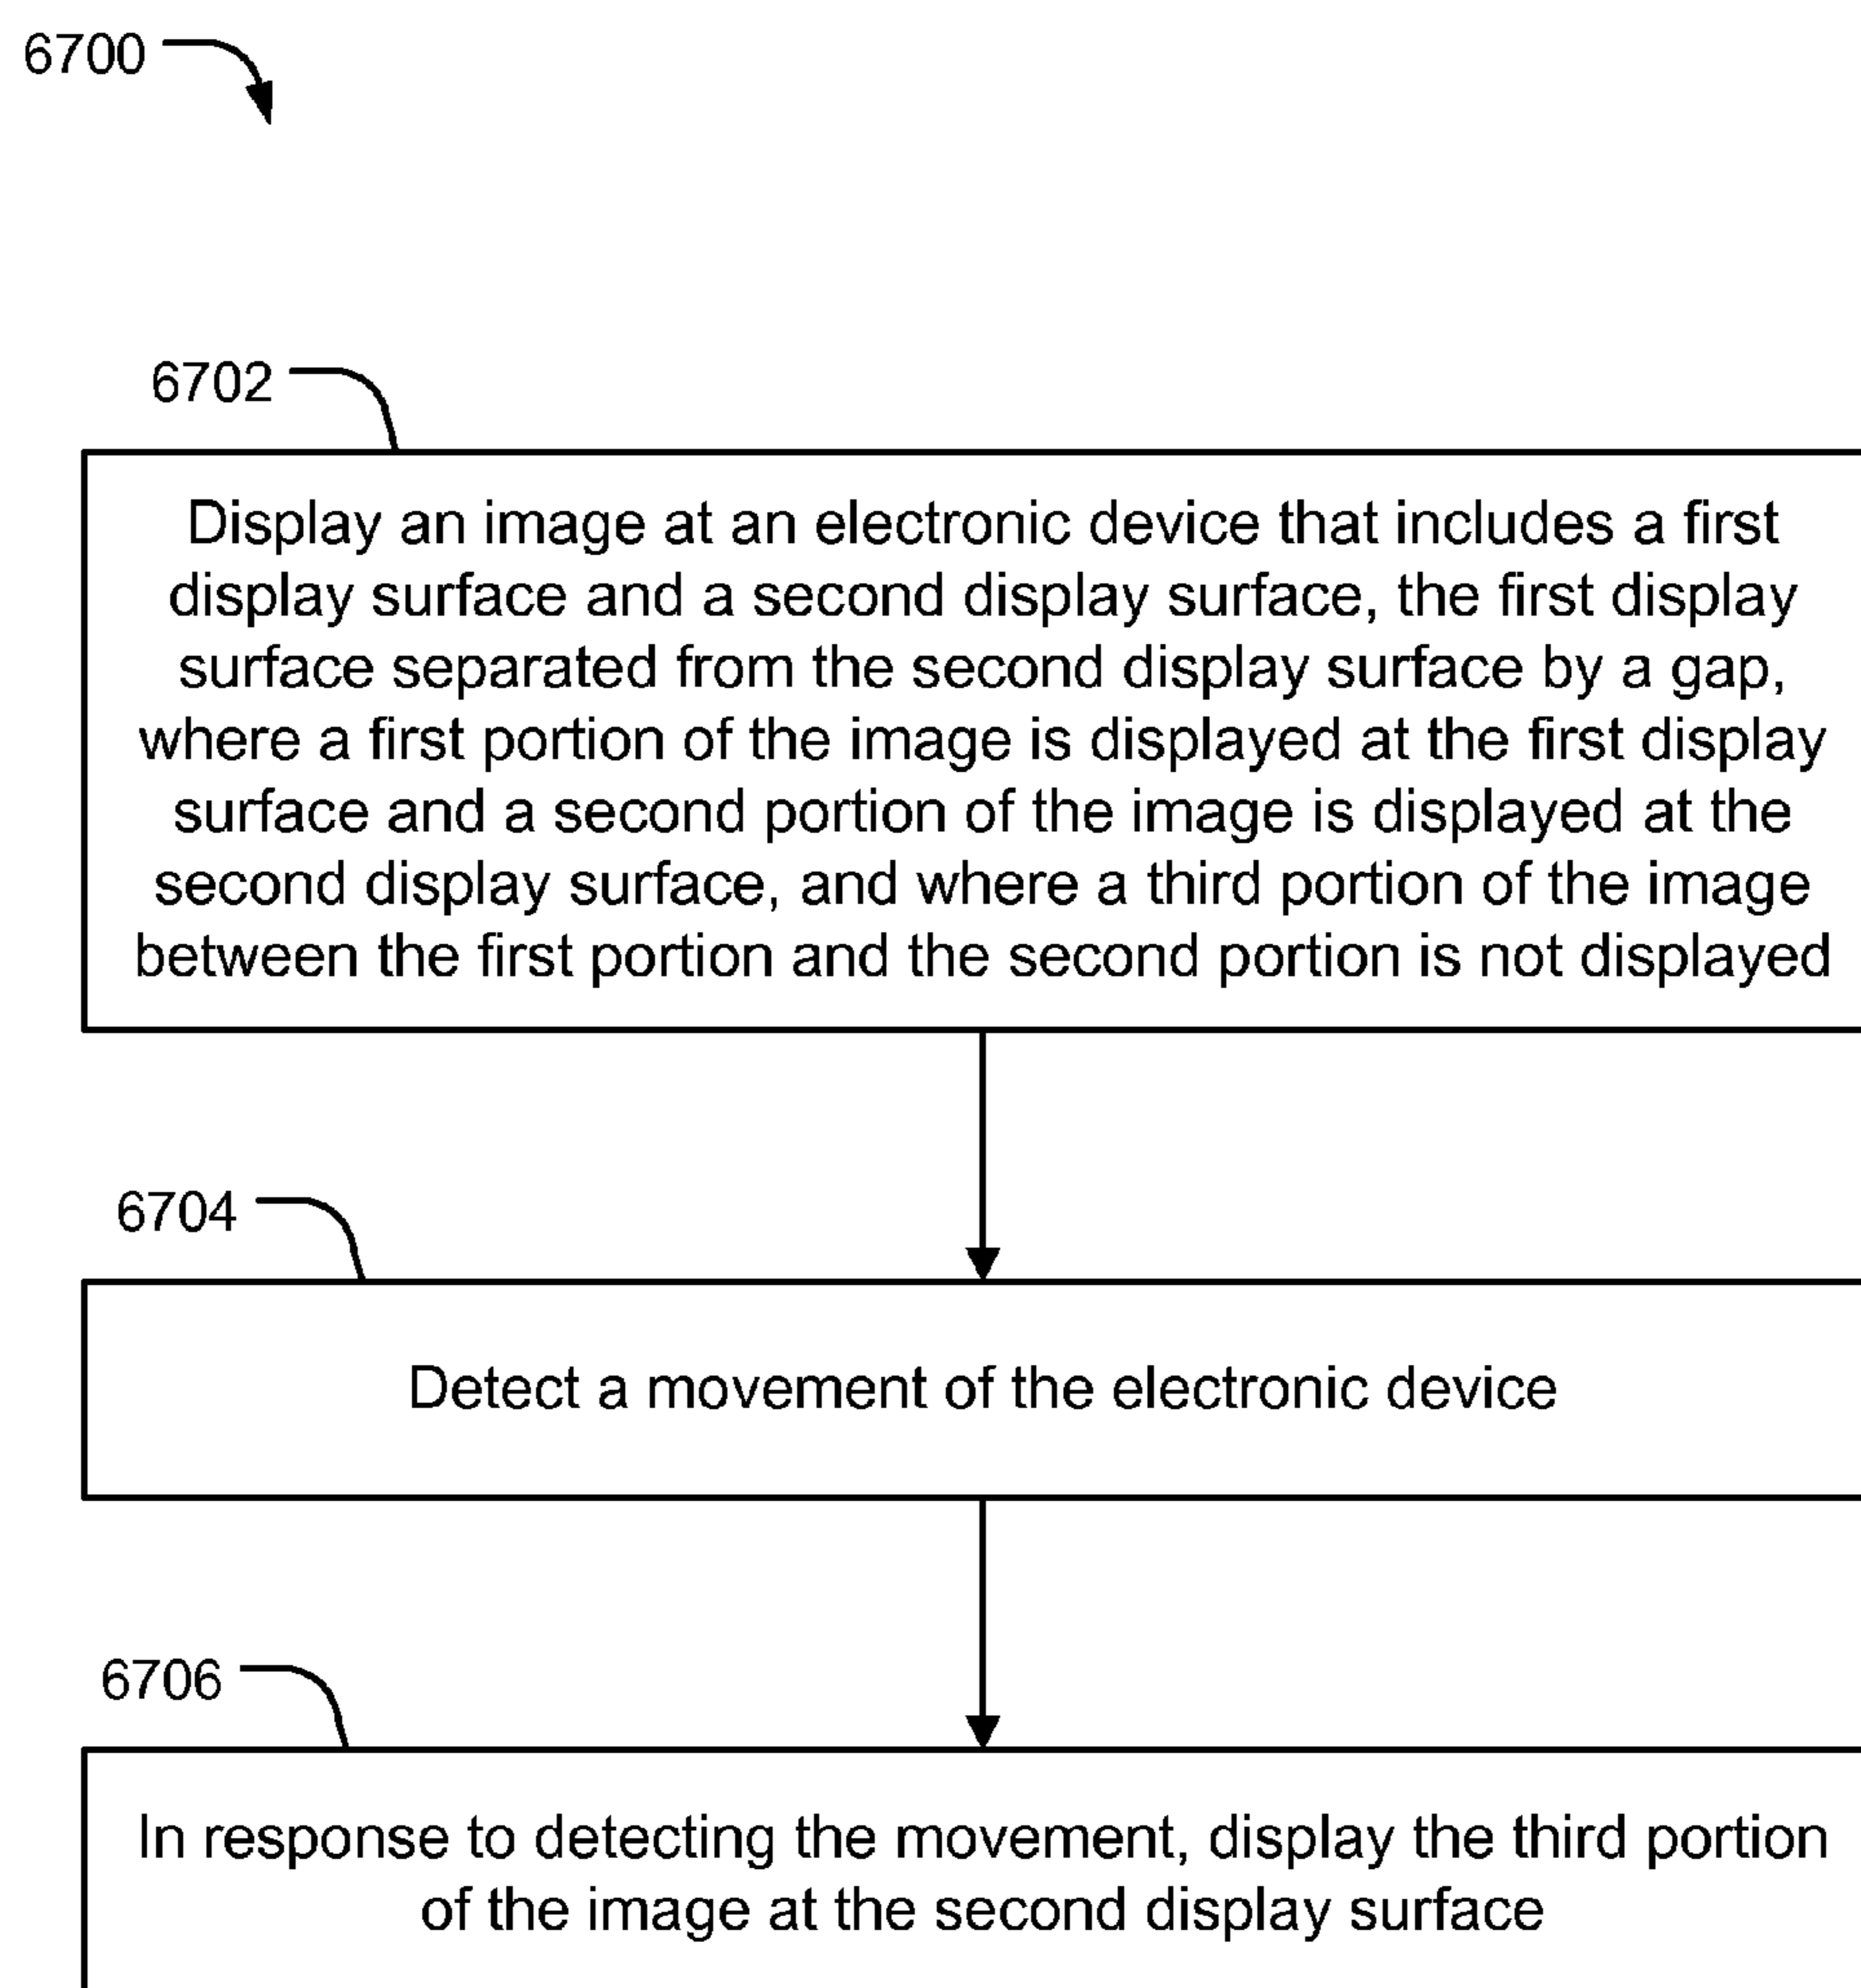 6700
6702
Display an image at an electronic device that includes a first
display surface and a second display surface, the first display
surface separated from the second display surface by a gap,
where a first portion of the image is displayed at the first display
surface and a second portion of the image is displayed at the
second display surface, and where a third portion of the image
between the first portion and the second portion is not displayed
6704
Detect a movement of the electronic device
6706
In response to detecting the movement, display the third portion
of the image at the second display surface